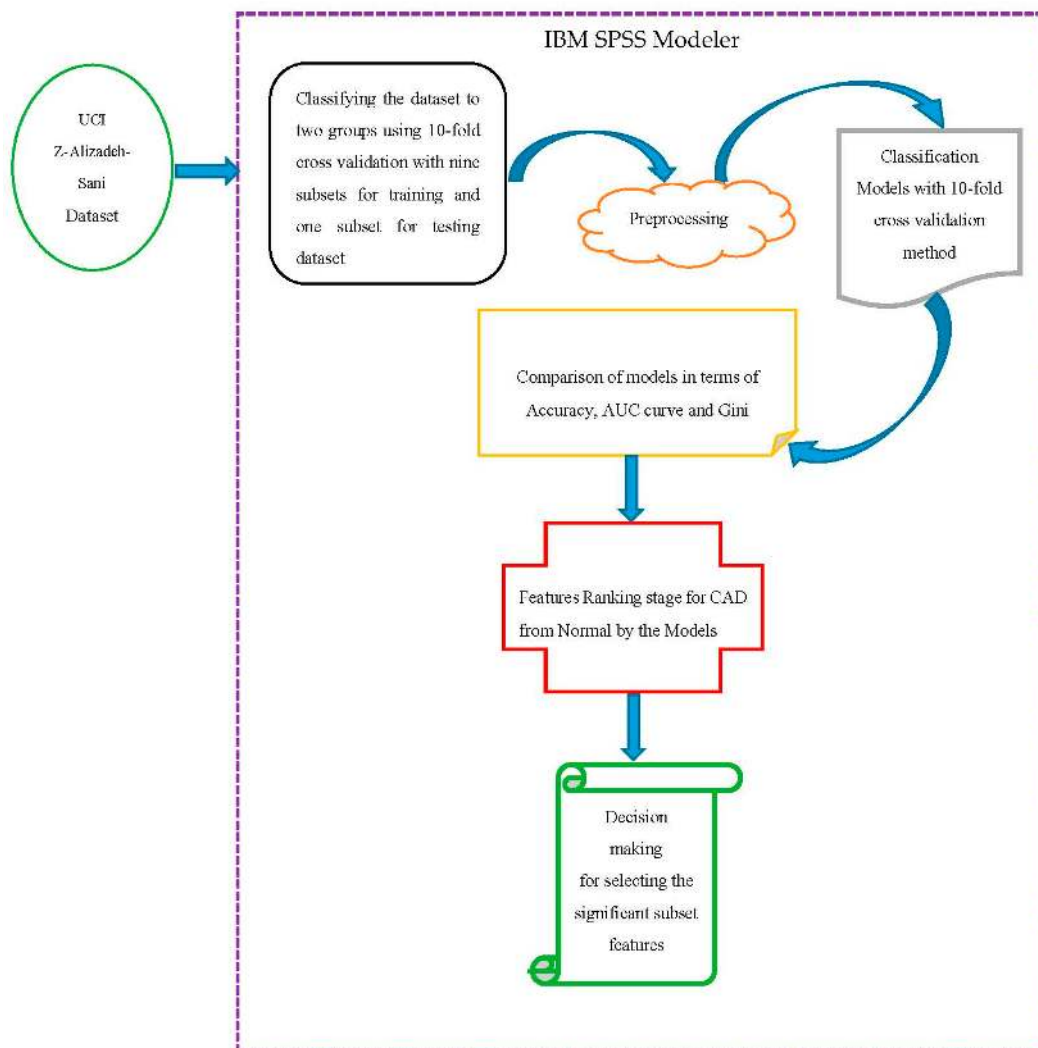 IBM SPSS Modeler
UCI
Z-Alizadeh-
Sani
Dataset
Classifying the dataset to
two groups using 10-fold
cross validation with nine
subsets for training and
one subset for testing
dataset
Preprocessing
Classification
Models with 10-fold
cross validation
method
Comparison of models in terms of
Accuracy, AUC curve and Gini
Features Ranking stage for CAD
from Normal by the Models
Decision
making
for selecting the
significant subset
features